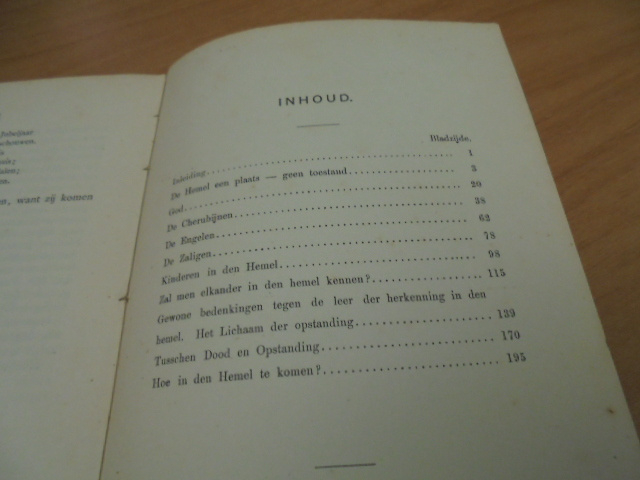 Jubeljaar
want zij komen
INHOUD.
Bladzijde.
Inleiding 1
De Hemel een plaats — geen toestand 3
God 20
De Cherubijnen 38
De Engelen 62
De Zaligen 78
Kinderen in den Hemel 98
Zal men elkander in den hemel kennen? 115
Gewone bedenkingen tegen de leer der herkenning in den
hemel. Het Lichaam der opstanding 139
Tusschen Dood en Opstanding 170
Hoe in den Hemel te komen? 195